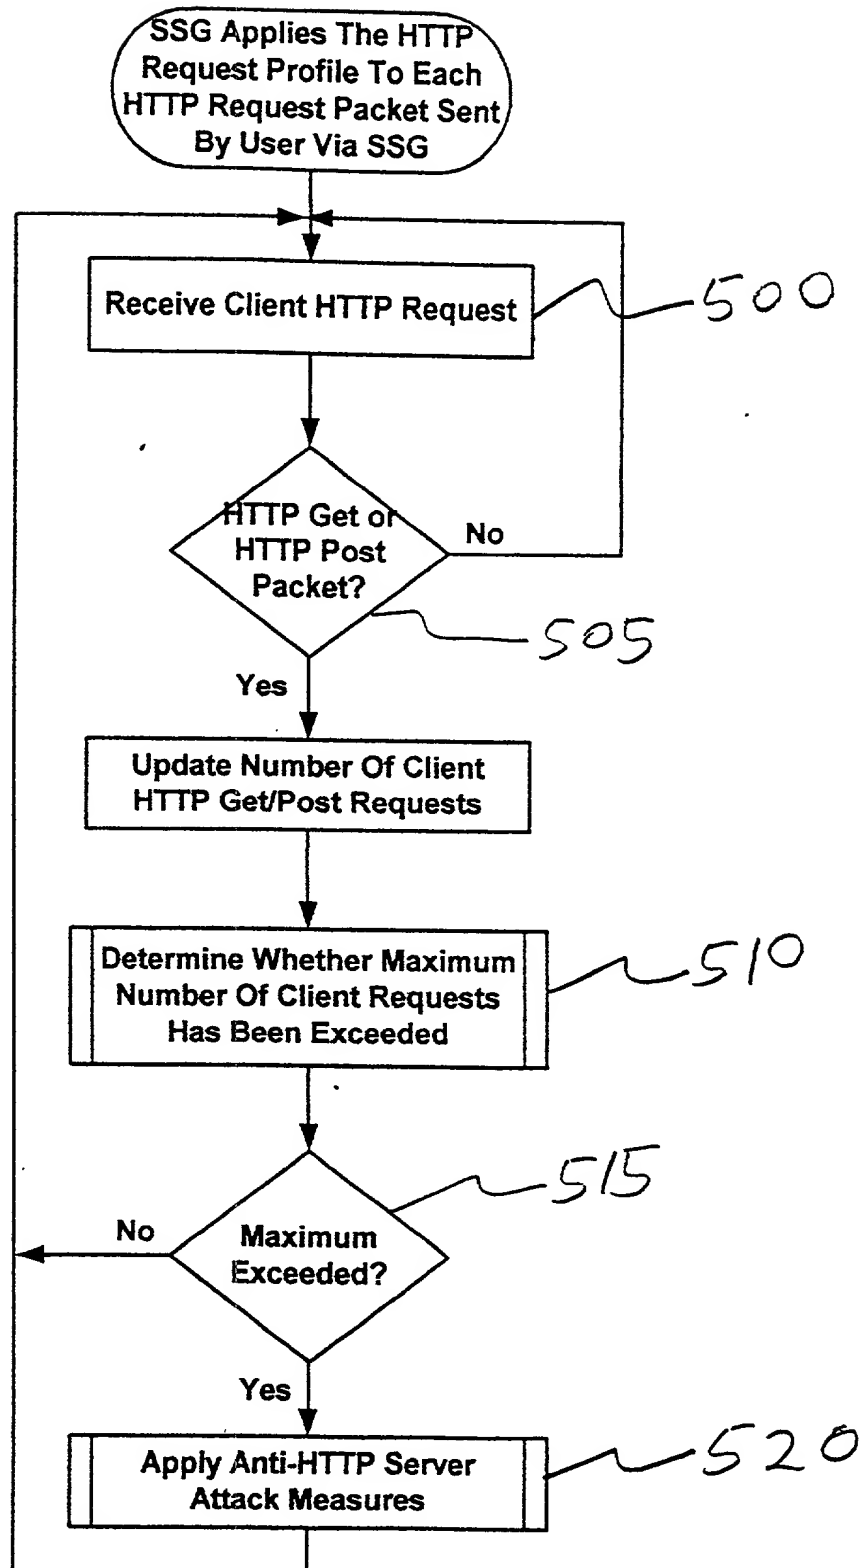 SSG Applies The HTTP
Request Profile To Each
HTTP Request Packet Sent
By User Via SSG
Receive Client HTTP Request
500
HTTP Get or
HTTP Post
Packet?
No
505
Yes
Update Number Of Client
HTTP Get/Post Requests
Determine Whether Maximum
Number Of Client Requests
Has Been Exceeded
510
515
No
Maximum
Exceeded?
Yes
Apply Anti-HTTP Server
Attack Measures
520